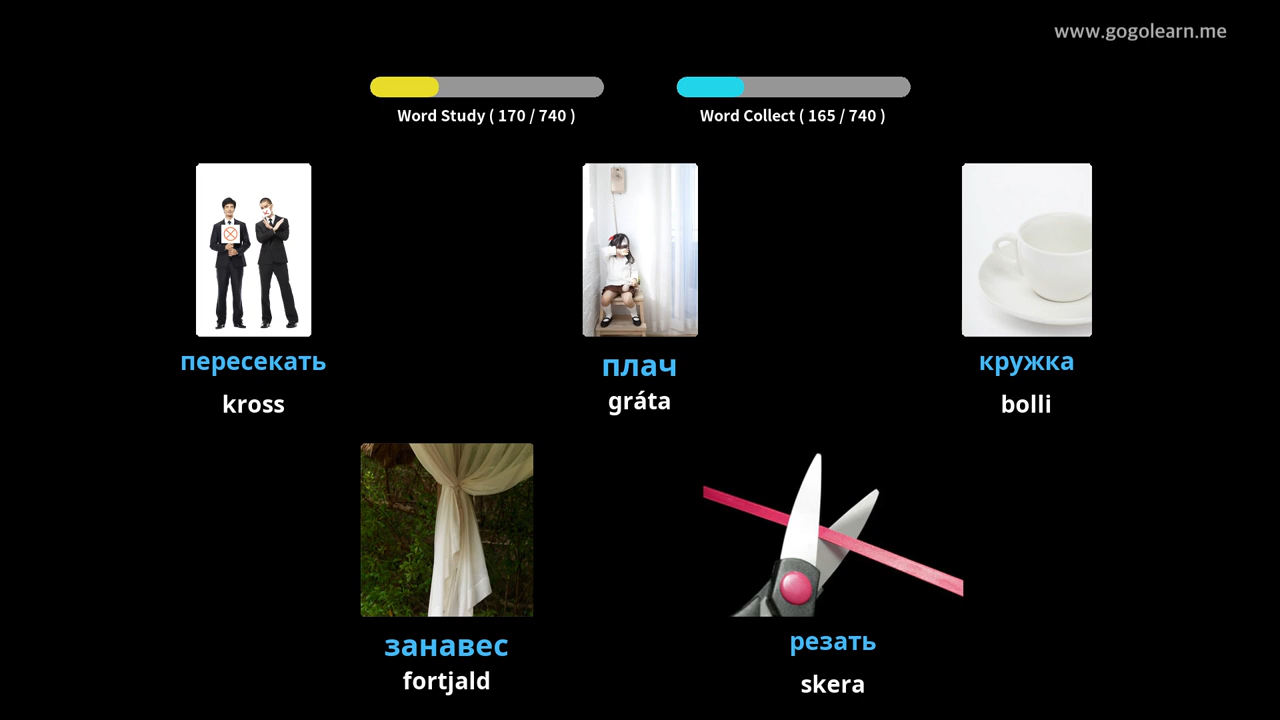 www.gogolearn.me
Word Study ( 170 / 740 )
Word Collect ( 165 / 740 )
пересекать
kross
плач
gráta
кружка
bolli
занавес
fortjald
резать
skera